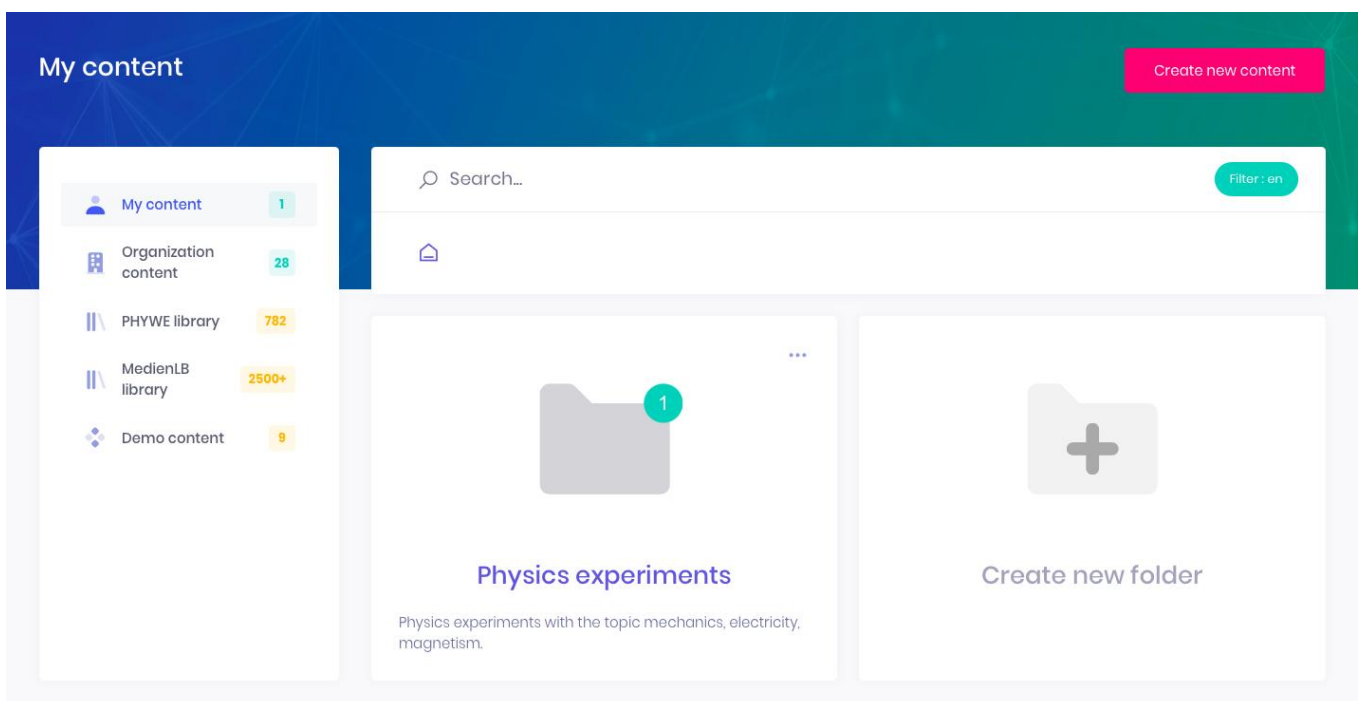 My content
Create new content
My content 1
Organization
content
28
PHYWE library 782
MedienLB
library
2500+
Demo content 9
Search...
Filter : en
1
Physics experiments
Physics experiments with the topic mechanics, electricity,
magnetism.
Create new folder